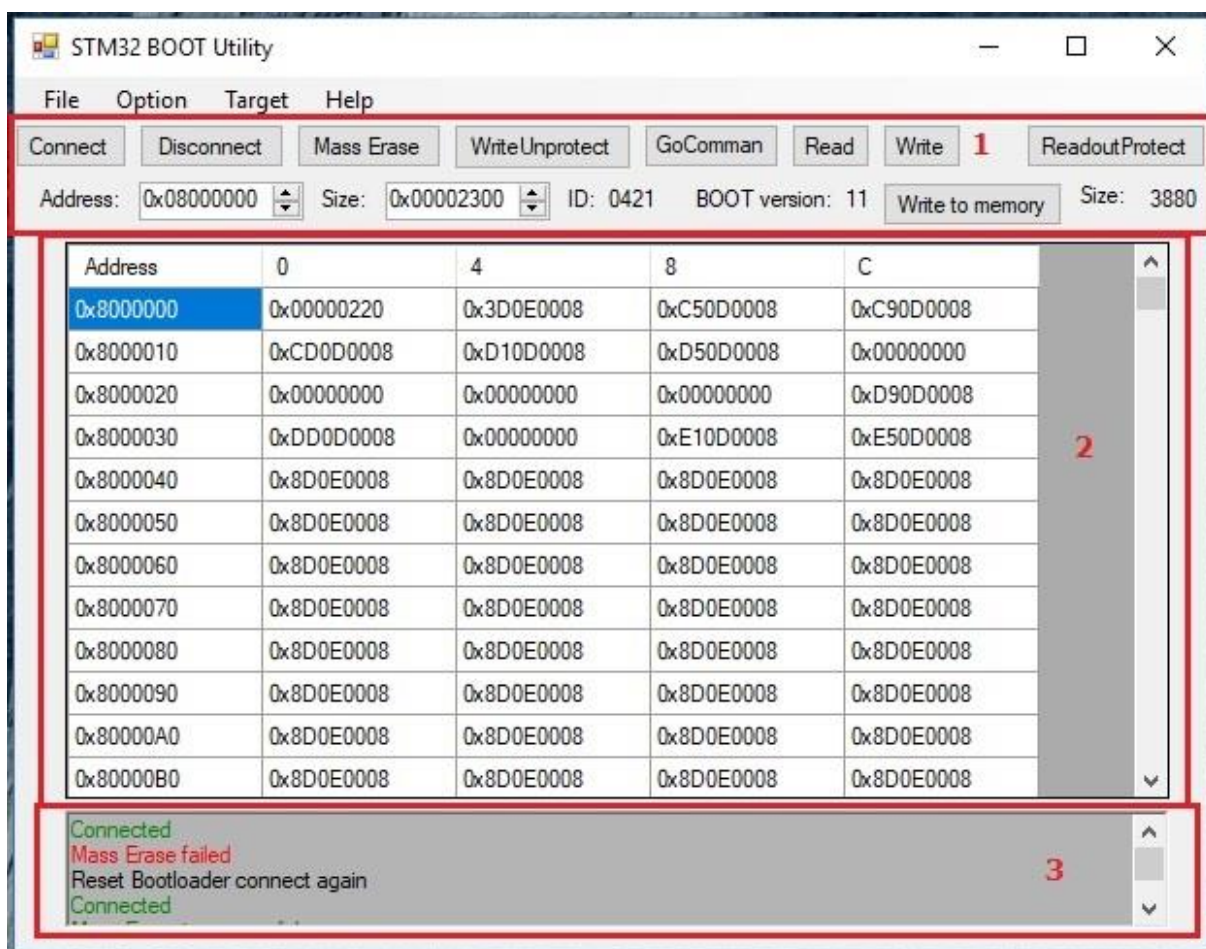 STM32 BOOT Utility
File Option Target Help
Connect Disconnect Mass Erase WriteUnprotect GoComman Read Write 1 ReadoutProtect
Address: 0x08000000 Size: 0x00002300 ID: 0421 BOOT version: 11 Write to memory Size: 3880
Address 0 4 8 C
0x8000000 0x00000220 0x3D0E0008 0xC50D0008 0xC90D0008
0x8000010 0xCD0D0008 0xD10D0008 0xD50D0008 0x00000000
0x8000020 0x00000000 0x00000000 0x00000000 0xD90D0008
0x8000030 0xDD0D0008 0x00000000 0xE10D0008 0xE50D0008
2
0x8000040 0x8D0E0008 0x8D0E0008 0x8D0E0008 0x8D0E0008
0x8000050 0x8D0E0008 0x8D0E0008 0x8D0E0008 0x8D0E0008
0x8000060 0x8D0E0008 0x8D0E0008 0x8D0E0008 0x8D0E0008
0x8000070 0x8D0E0008 0x8D0E0008 0x8D0E0008 0x8D0E0008
0x8000080 0x8D0E0008 0x8D0E0008 0x8D0E0008 0x8D0E0008
0x8000090 0x8D0E0008 0x8D0E0008 0x8D0E0008 0x8D0E0008
0x80000A0 0x8D0E0008 0x8D0E0008 0x8D0E0008 0x8D0E0008
0x80000B0 0x8D0E0008 0x8D0E0008 0x8D0E0008 0x8D0E0008
Connected
Mass Erase failed
Reset Bootloader connect again
3
Connected